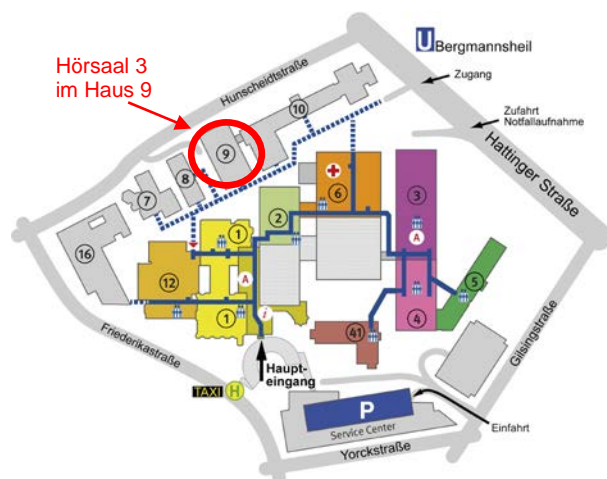 U Bergmannsheil
Hörsaal 3
im Haus 9
Hunscheidtstraße
Zugang
Zufahrt
Notfallaufnahme
Hattinger Straße
10
9
8
7
6
3
2
1
16
12
A
A
5
4
1
i
41
Friederikastraße
Gilsingstraße
Haupt-
eingang
TAXI H
P
Service Center
Einfahrt
Yorckstraße